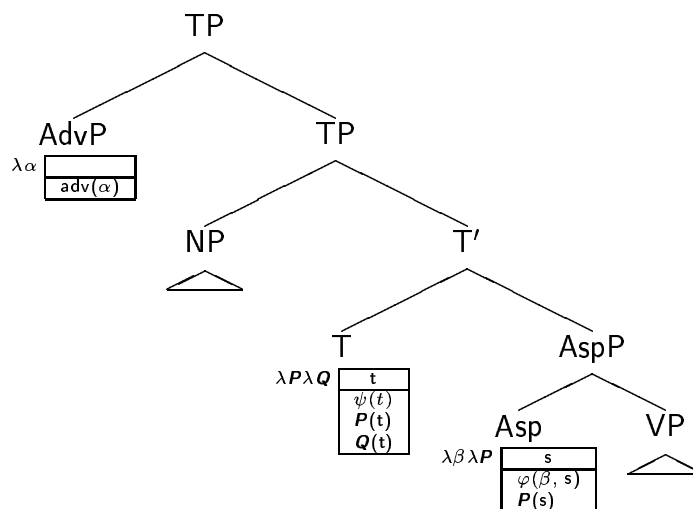 TP
AdvP
TP
λα
adv(α)
NP
T′
T
AspP
λPλQ
t
ψ(t)
P(t)
Q(t)
Asp
VP
λβλP
s
φ(β, s)
P(s)